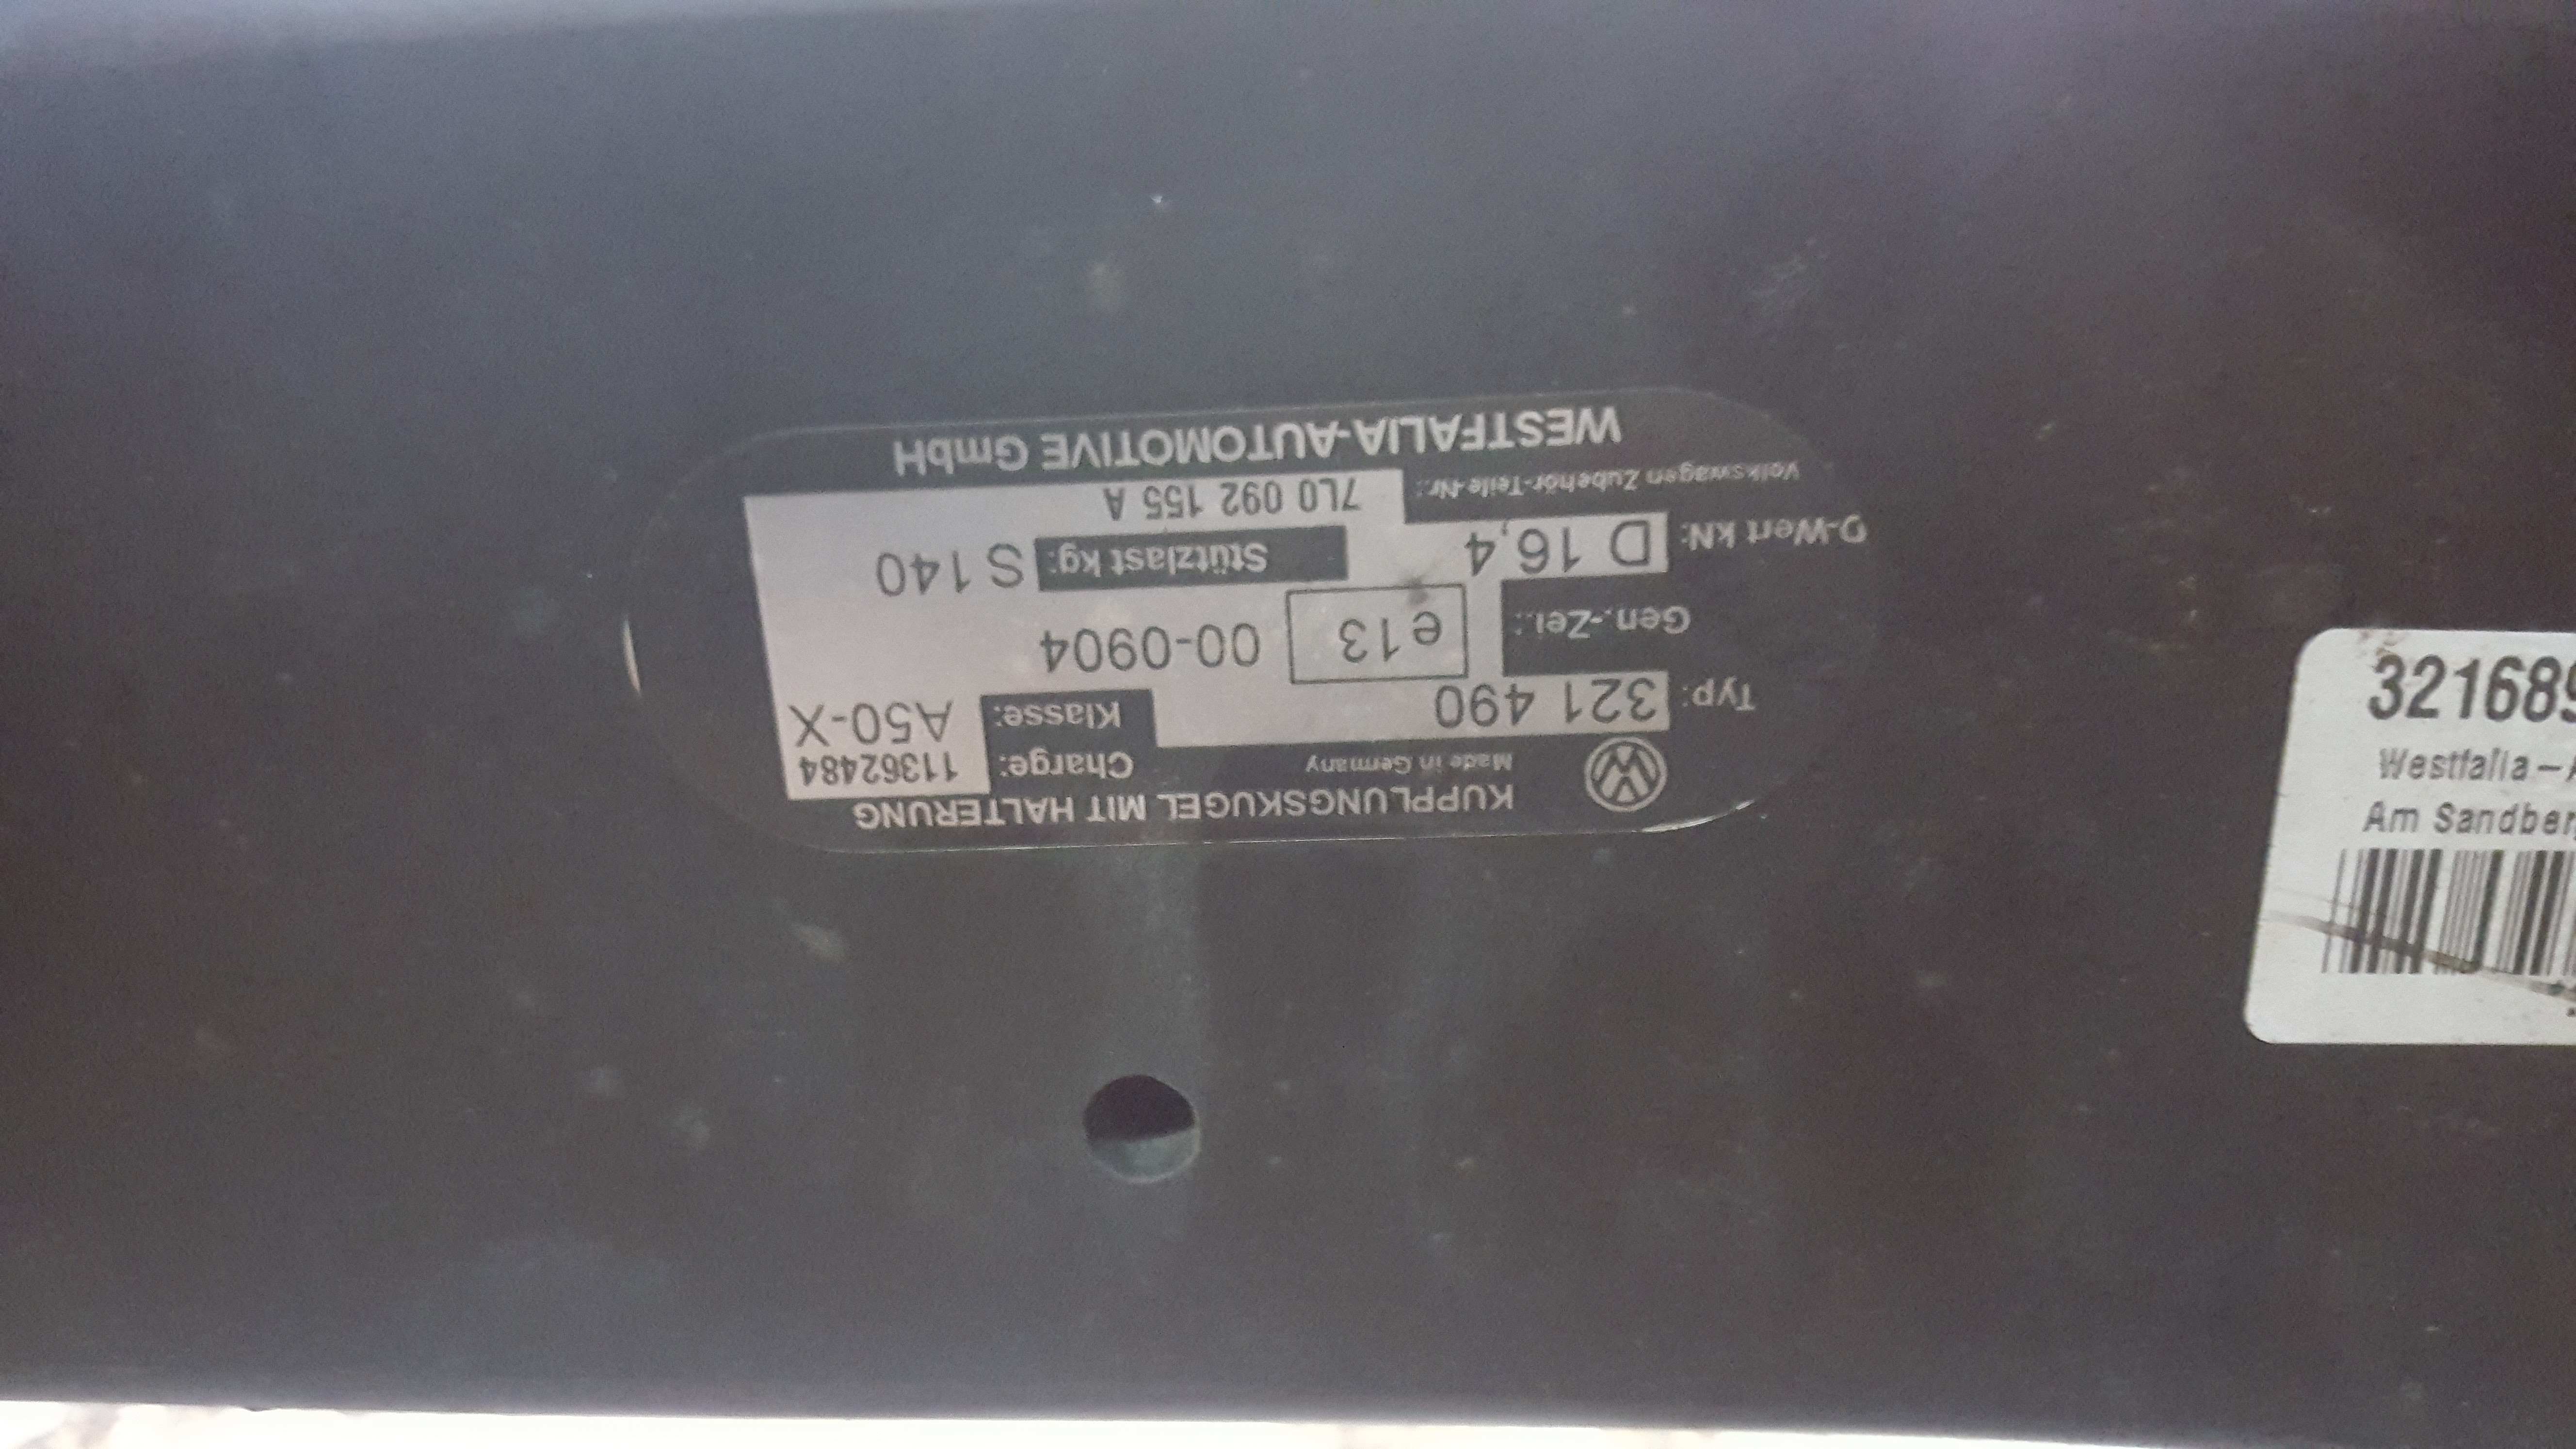 KUPPLUNGSKUGEL MIT HALTERUNG
Made in Germany
Charge: 11362484
Typ: 321 490 Klasse: A50-X
Gen.-Zei.: e13 00-0904
D-Wert kN: D 16,4 Stützlast kg: S 140
Volkswagen Zubehör-Teile-Nr.: 7L0 092 155 A
WESTFALIA-AUTOMOTIVE GmbH
321689
Westfalia-A
Am Sandber